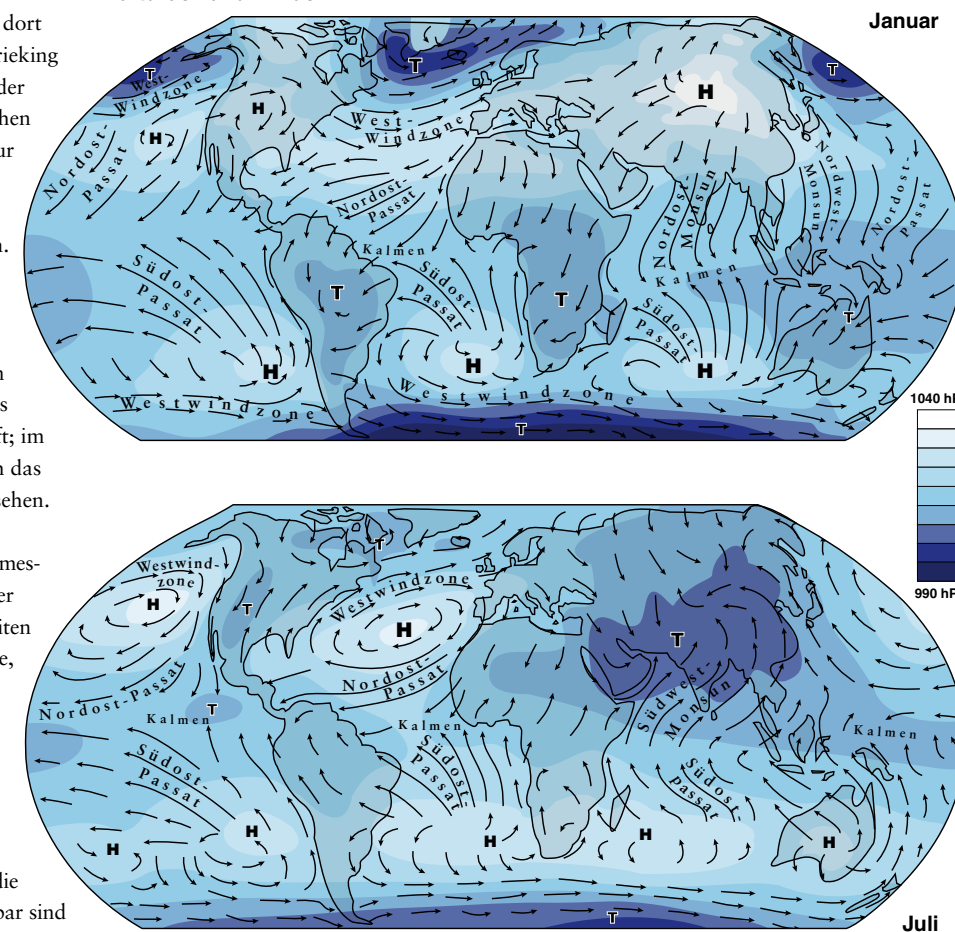 dort
rieking
der
chen
ur
n.
n
s
ft; im
n das
sehen.
mes-
er
iten
e,
die
bar sind
Januar
T
T
T
West-
Windzone
H
H
H
West-
Windzone
Nordost-
Passat
Nordost-
Passat
Nordost-
Monsun
Nordwest-
Monsun
Nordost-
Passat
Kalmen
Kalmen
Südost-
Passat
Südost-
Passat
Südost-
Passat
T
T
T
H
H
H
Westwindzone
Westwindzone
T
1040 hP
990 hP
Westwind-
zone
H
T
T
Westwindzone
H
T
Nordost-Passat
Nordost-
Passat
Südwest-
Monsun
T
Kalmen
Kalmen
Kalmen
Südost-
Passat
Südost-
Passat
Südost-
passat
H
H
H
H
H
T
Juli